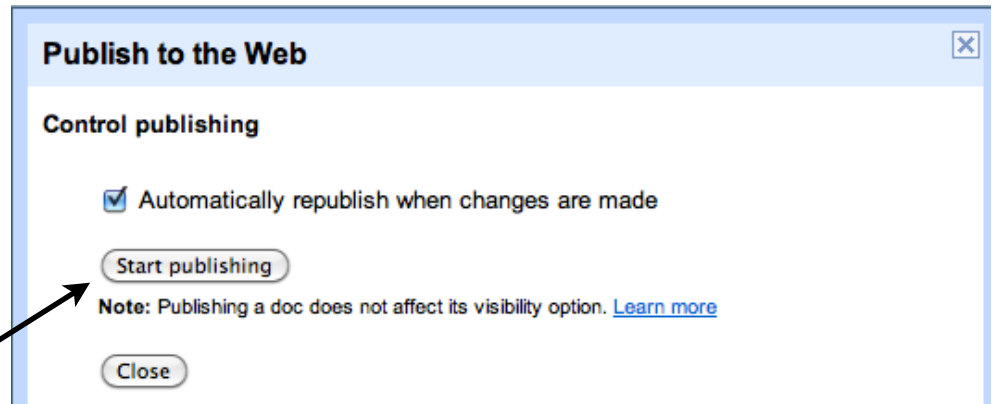 Publish to the Web
Control publishing
Automatically republish when changes are made
Start publishing
Note: Publishing a doc does not affect its visibility option. Learn more
Close